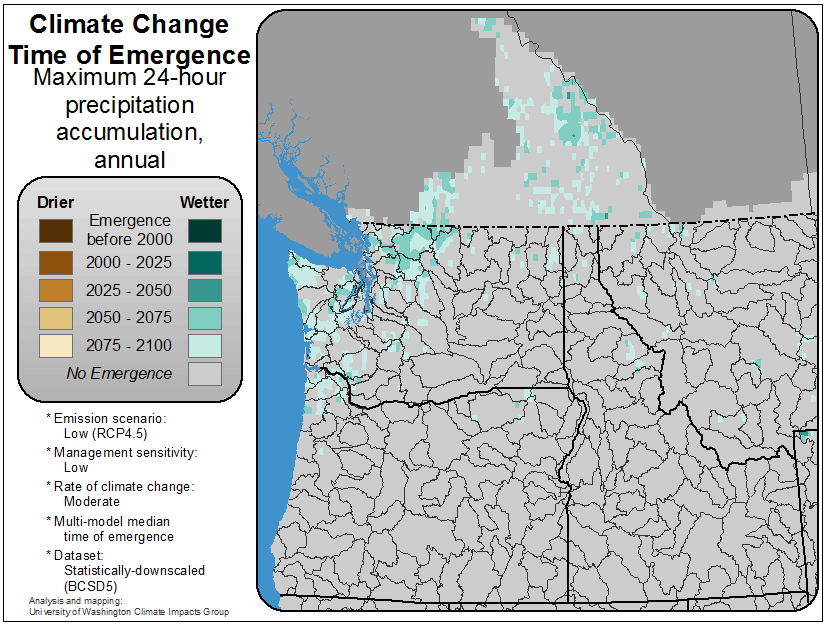 Climate Change
Time of Emergence
Maximum 24-hour
precipitation
accumulation,
annual
Drier Wetter
Emergence
before 2000
2000 - 2025
2025 - 2050
2050 - 2075
2075 - 2100
No Emergence
* Emission scenario:
Low (RCP4.5)
* Management sensitivity:
Low
* Rate of climate change:
Moderate
* Multi-model median
time of emergence
* Dataset:
Statistically-downscaled
(BCSD5)
Analysis and mapping:
University of Washington Climate Impacts Group